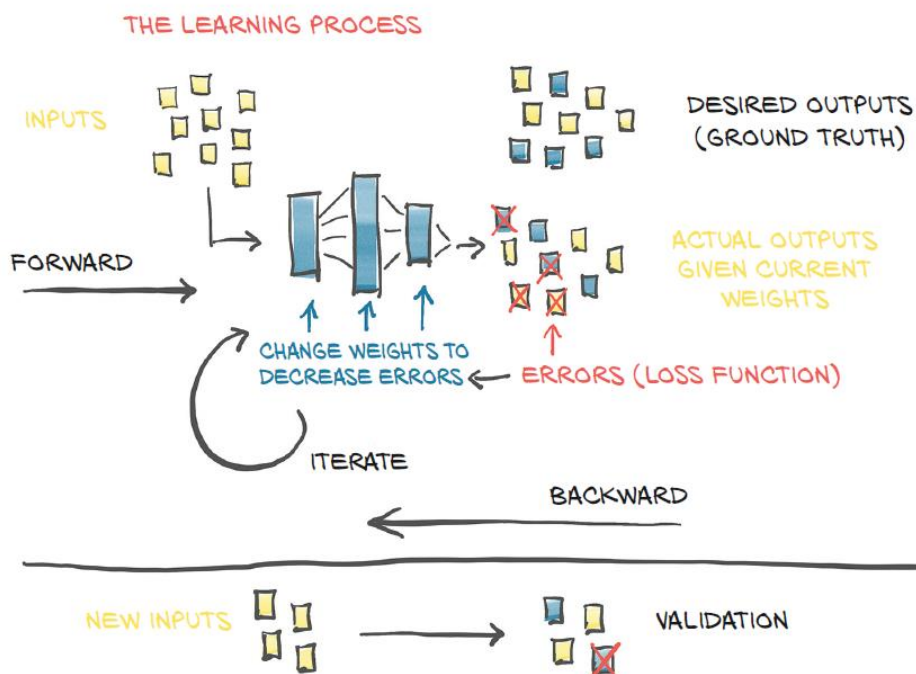 THE LEARNING PROCESS
INPUTS
DESIRED OUTPUTS
(GROUND TRUTH)
FORWARD
ACTUAL OUTPUTS
GIVEN CURRENT
WEIGHTS
CHANGE WEIGHTS TO
DECREASE ERRORS
ERRORS (LOSS FUNCTION)
ITERATE
BACKWARD
NEW INPUTS
VALIDATION